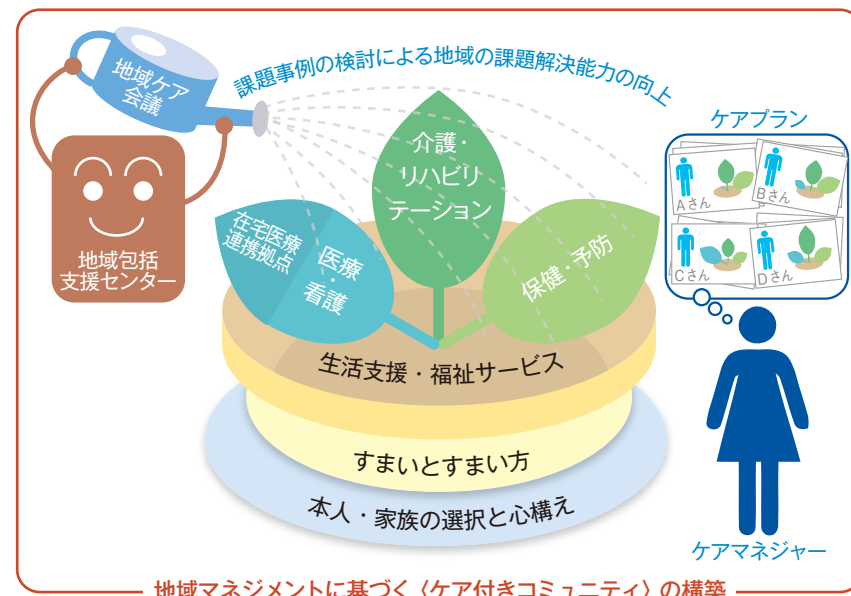 地域ケア
会議
課題事例の検討による地域の課題解決能力の向上
地域包括
支援センター
介護・
リハビリ
テーション
在宅医療
連携拠点
医療
・
看護
保健・予防
生活支援・福祉サービス
すまいとすまい方
本人・家族の選択と心構え
ケアプラン
Aさん
Bさん
Cさん
Dさん
ケアマネジャー
地域マネジメントに基づく〈ケア付きコミュニティ〉の構築